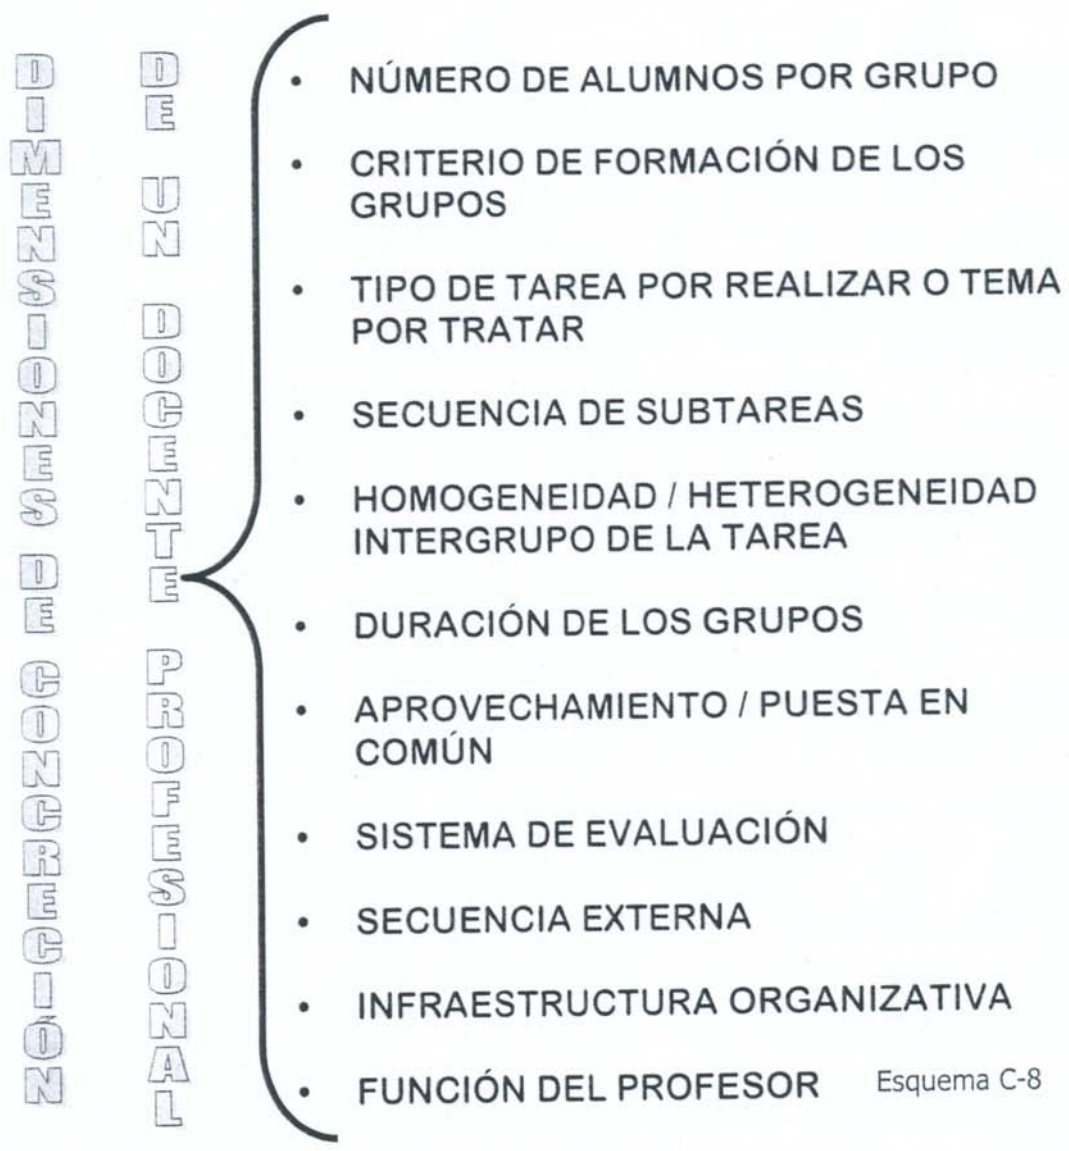 DIMENSIONES DE CONCRECIÓN
DE UN DOCENTE PROFESIONAL
• NÚMERO DE ALUMNOS POR GRUPO
• CRITERIO DE FORMACIÓN DE LOS
GRUPOS
• TIPO DE TAREA POR REALIZAR O TEMA
POR TRATAR
• SECUENCIA DE SUBTAREAS
• HOMOGENEIDAD / HETEROGENEIDAD
INTERGRUPO DE LA TAREA
• DURACIÓN DE LOS GRUPOS
• APROVECHAMIENTO / PUESTA EN
COMÚN
• SISTEMA DE EVALUACIÓN
• SECUENCIA EXTERNA
• INFRAESTRUCTURA ORGANIZATIVA
• FUNCIÓN DEL PROFESOR
Esquema C-8